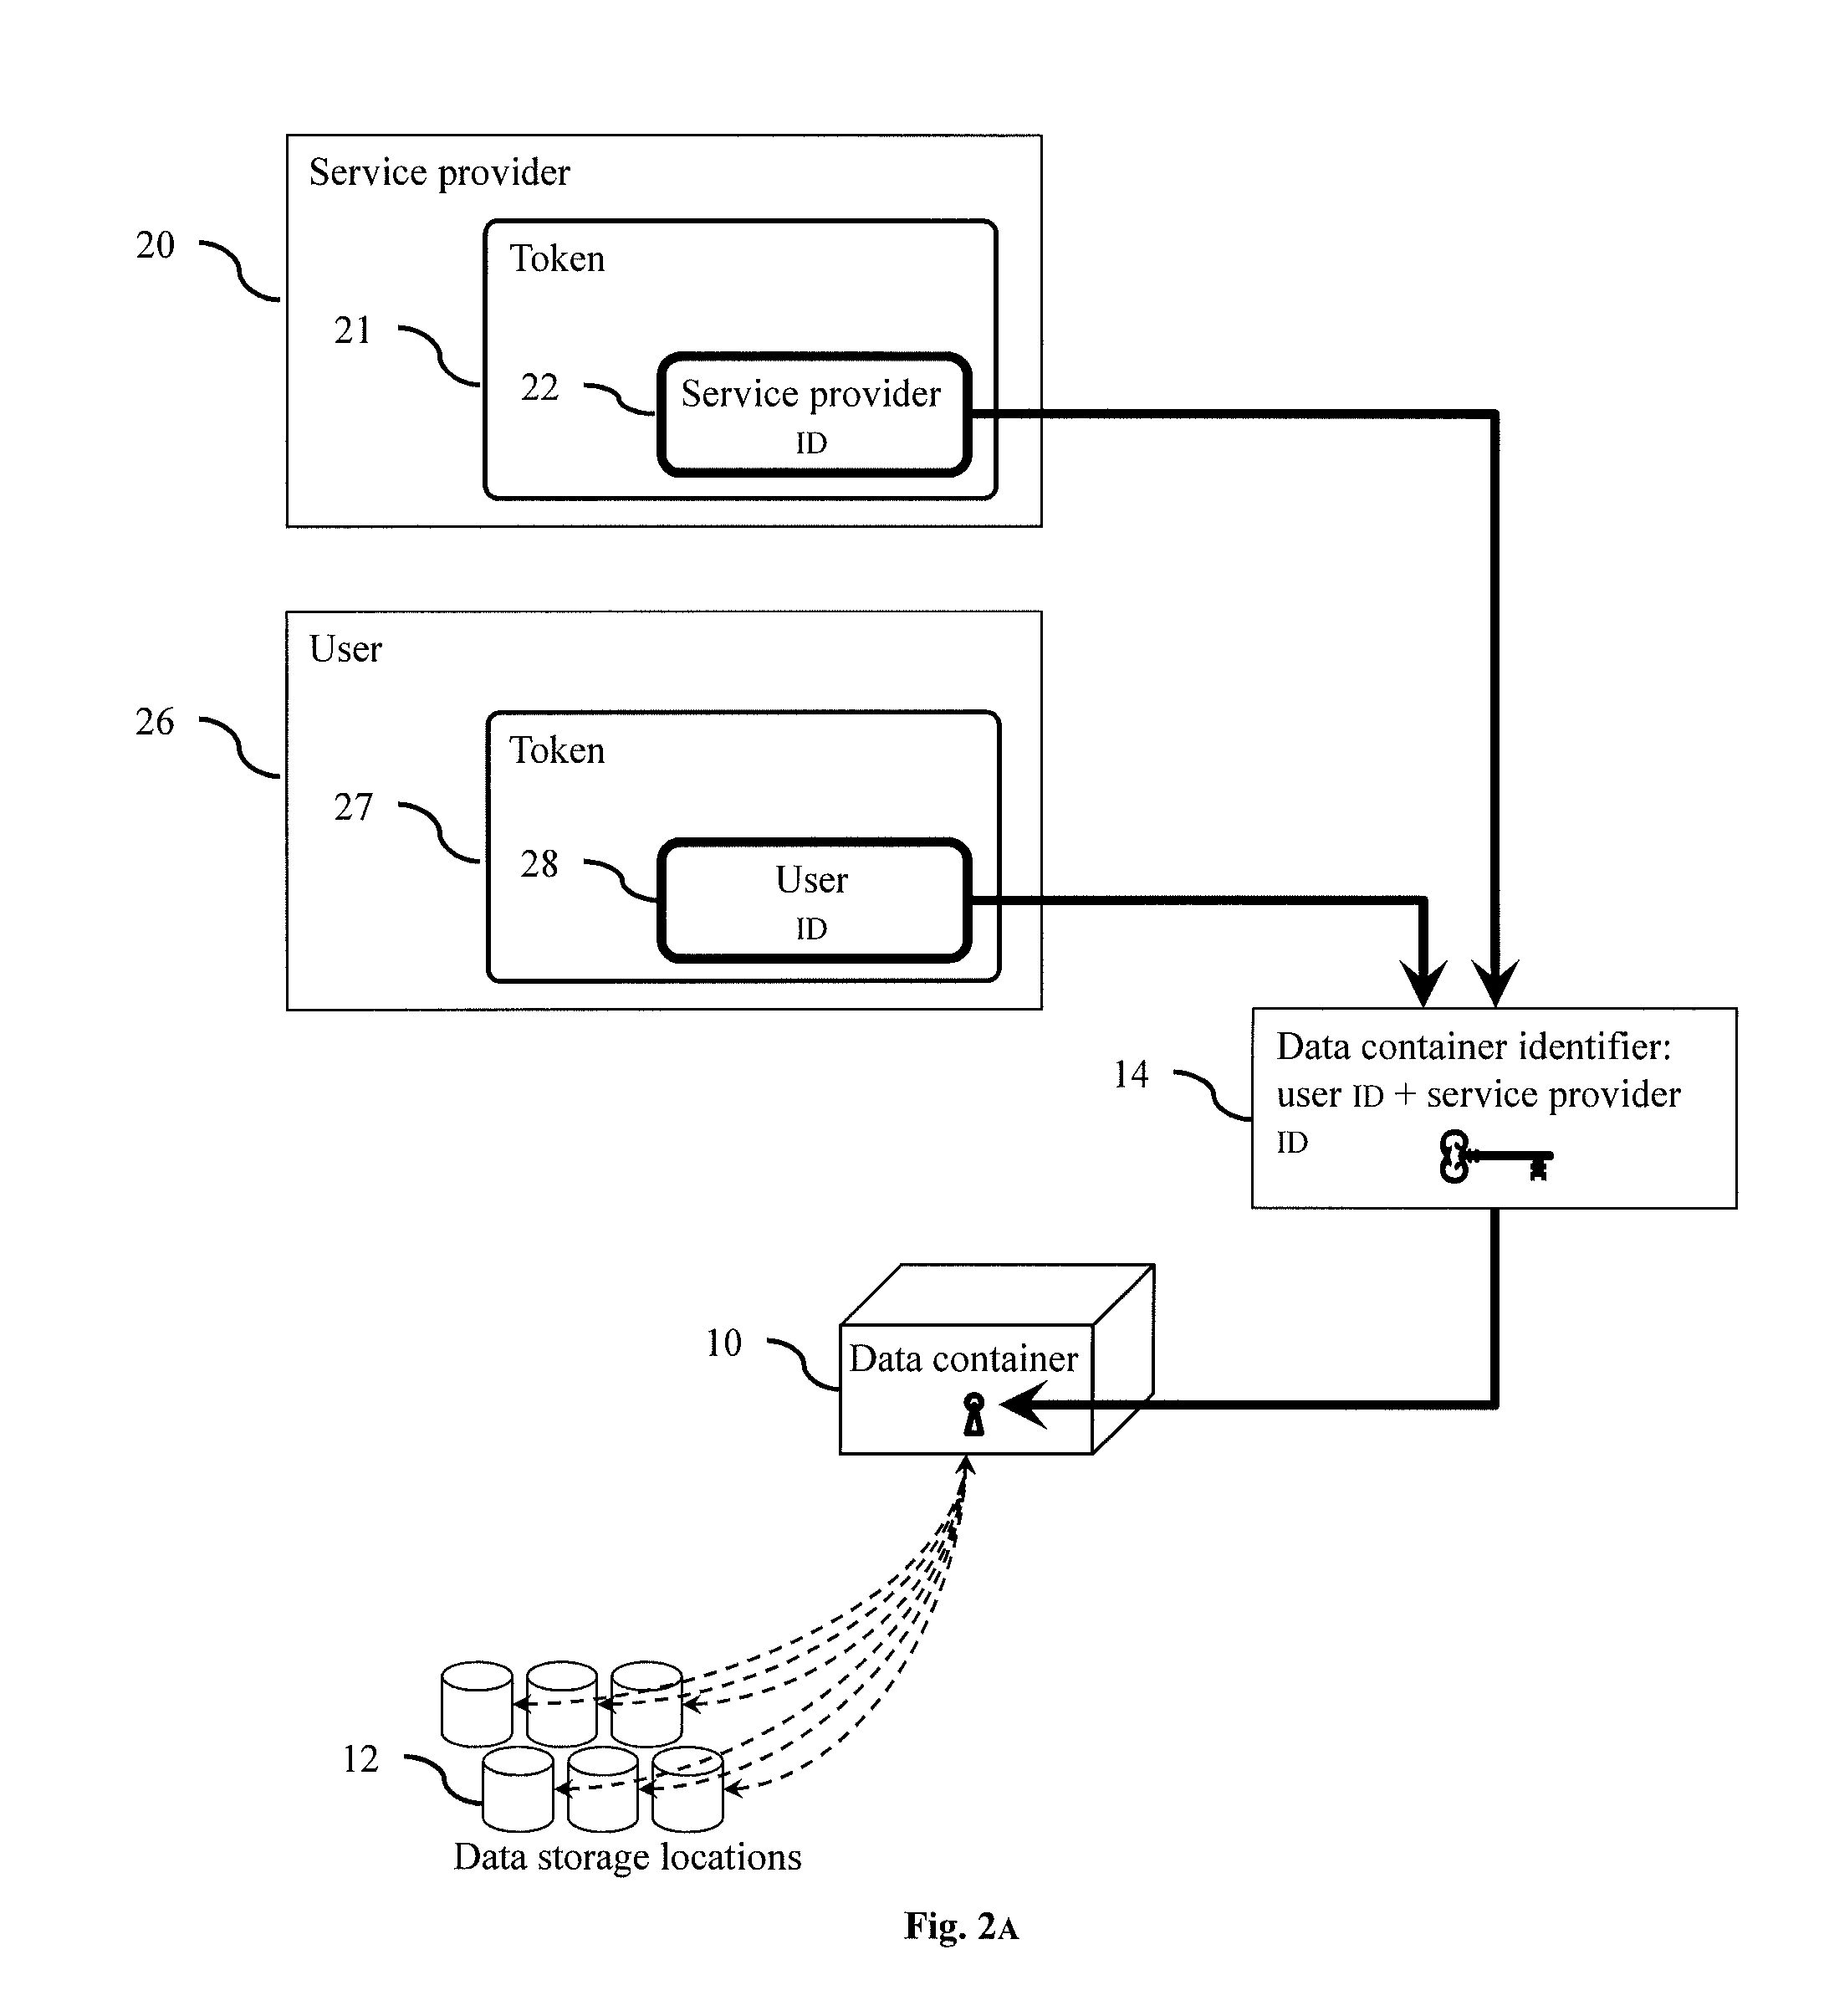 Service provider
20
Token
21
22
Service provider
ID
User
26
Token
27
28
User
ID
Data container identifier:
14
user ID + service provider
ID
10
Data container
12
Data storage locations
Fig. 2A